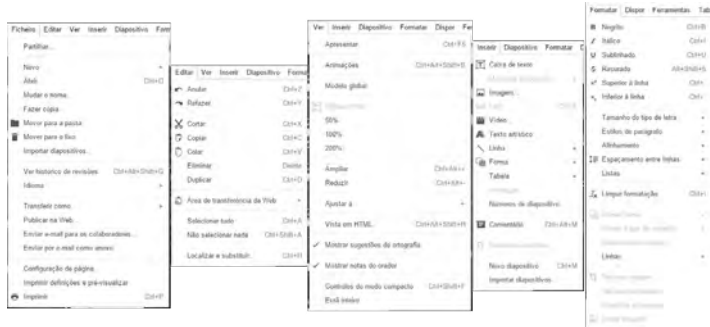 Ficheiro Editar Ver Inserir Diapositivo Form
Partilhar...
Novo
Abrir Ctrl+O
Mudar o nome...
Fazer cópia...
Mover para a pasta...
Mover para o lixo
Importar diapositivos...
Ver histórico de revisões Ctrl+Alt+Shift+G
Idioma
Transferir como
Publicar na Web...
Enviar e-mail para os colaboradores...
Enviar por e-mail como anexo...
Configuração de página...
Imprimir definições e pré-visualizar
Imprimir Ctrl+P
Editar Ver Inserir Diapositivo Forma
Anular Ctrl+Z
Refazer Ctrl+Y
Cortar Ctrl+X
Copiar Ctrl+C
Colar Ctrl+V
Eliminar Delete
Duplicar Ctrl+D
Área de transferência da Web
Selecionar tudo Ctrl+A
Não selecionar nada Ctrl+Shift+A
Localizar e substituir... Ctrl+H
Ver Inserir Diapositivo Formatar Dispor Fe
Apresentar Ctrl+F5
Animações Ctrl+Alt+Shift+B
Modelo global
50%
100%
200%
Ampliar Ctrl+Alt++
Reduzir Ctrl+Alt+-
Ajustar a
Vista em HTML Ctrl+Alt+Shift+H
Mostrar sugestões de ortografia
Mostrar notas do orador
Controlos do modo compacto Ctrl+Shift+F
Ecrã inteiro
Inserir Diapositivo Formatar D
Caixa de texto
Imagem...
Vídeo...
Texto artístico
Linha
Forma
Tabela
Números de diapositivo...
Comentário Ctrl+Alt+M
Novo diapositivo Ctrl+M
Importar diapositivos...
Formatar Dispor Ferramentas Tab
B Negrito Ctrl+B
I Itálico Ctrl+I
U Sublinhado Ctrl+U
S Rasurado Alt+Shift+5
Superior à linha Ctrl+.
Inferior à linha Ctrl+,
Tamanho do tipo de letra
Estilos de parágrafo
Alinhamento
Espaçamento entre linhas
Listas
Limpar formatação Ctrl+\
Linhas